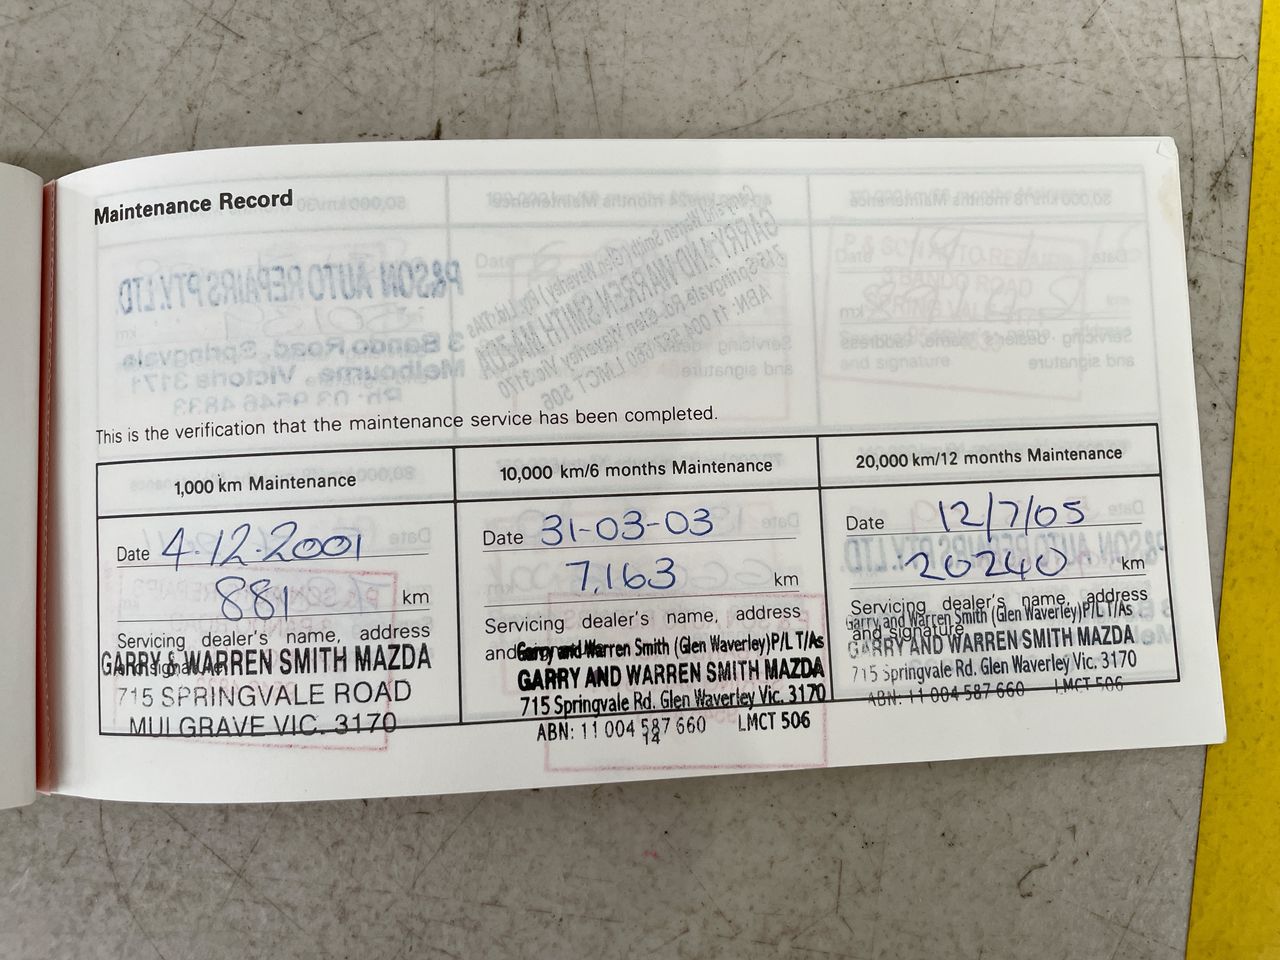 Maintenance Record
This is the verification that the maintenance service has been completed.
1,000 km Maintenance
Date 4.12.2001
881 km
Servicing dealer's name, address
GARRY & WARREN SMITH MAZDA
715 SPRINGVALE ROAD
MULGRAVE VIC. 3170
10,000 km/6 months Maintenance
Date 31-03-03
7,163 km
Servicing dealer's name, address
and
Garry and Warren Smith (Glen Waverley)P/L T/As
GARRY AND WARREN SMITH MAZDA
715 Springvale Rd. Glen Waverley Vic. 3170
ABN: 11 004 587 660 LMCT 506
14
20,000 km/12 months Maintenance
Date 12/7/05
20240 km
Servicing dealer's name, address
and signature
Garry and Warren Smith (Glen Waverley)P/L T/As
GARRY AND WARREN SMITH MAZDA
715 Springvale Rd. Glen Waverley Vic. 3170
ABN: 11 004 587 660 LMCT 506